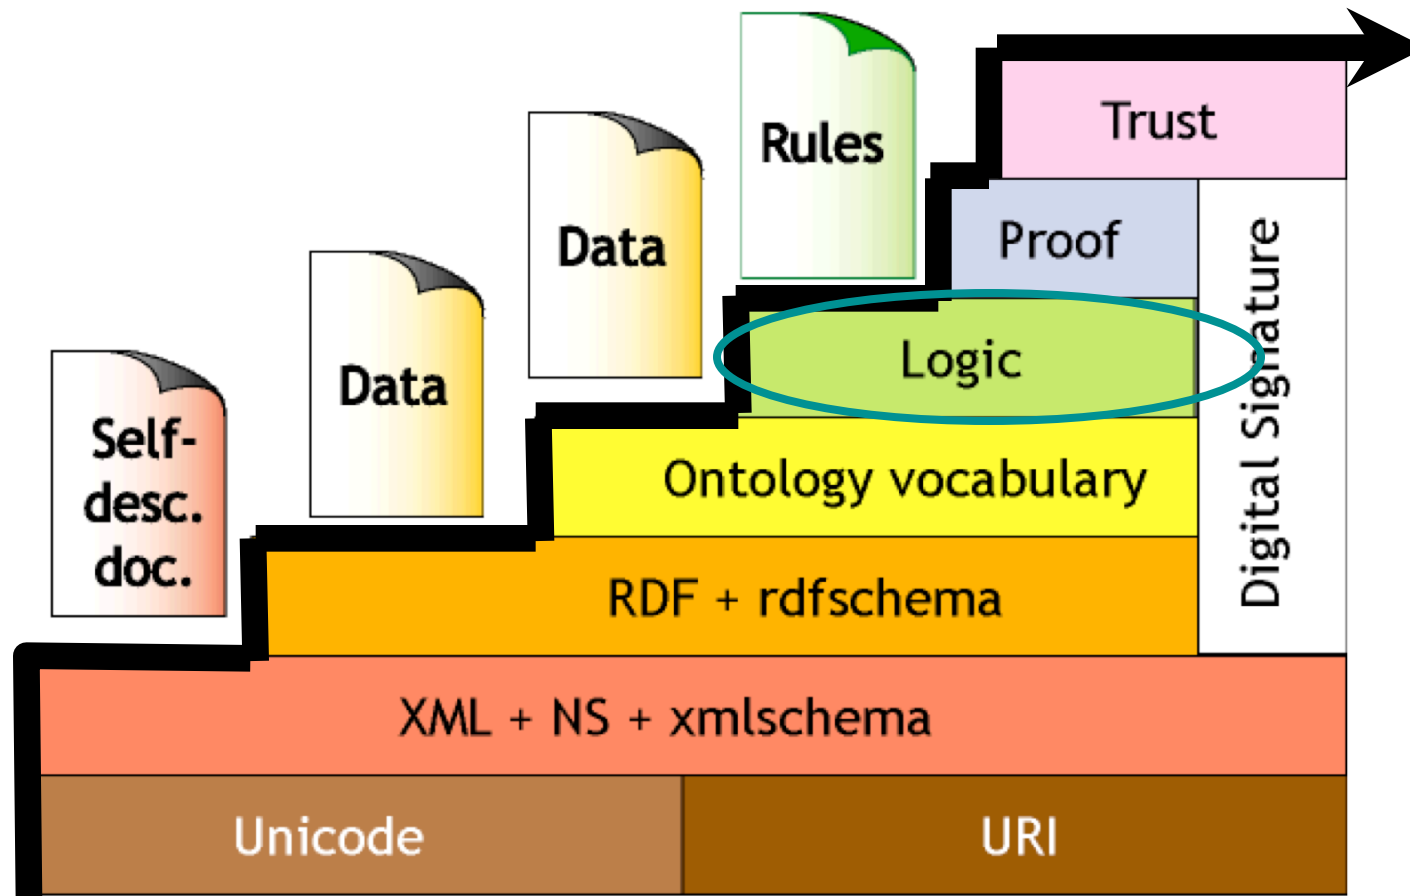 Rules
Trust
Data
Proof
Data
Logic
Self-
desc.
doc.
Ontology vocabulary
Digital Signature
RDF + rdfschema
XML + NS + xmlschema
Unicode
URI